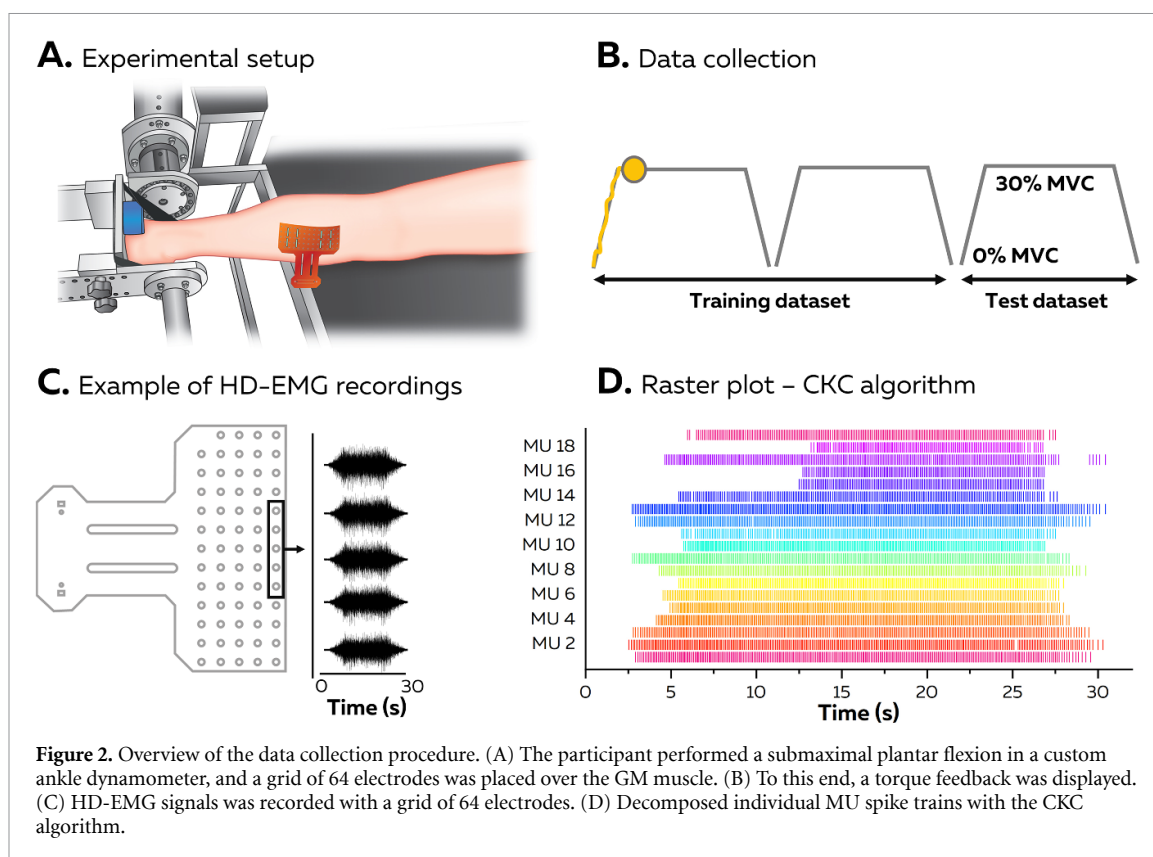 A. Experimental setup
B. Data collection
30% MVC
0% MVC
Training dataset
Test dataset
C. Example of HD-EMG recordings
0
30
Time (s)
D. Raster plot – CKC algorithm
MU 18
MU 16
MU 14
MU 12
MU 10
MU 8
MU 6
MU 4
MU 2
0
5
10
15
20
25
30
Time (s)
Figure 2. Overview of the data collection procedure. (A) The participant performed a submaximal plantar flexion in a custom
ankle dynamometer, and a grid of 64 electrodes was placed over the GM muscle. (B) To this end, a torque feedback was displayed.
(C) HD-EMG signals was recorded with a grid of 64 electrodes. (D) Decomposed individual MU spike trains with the CKC
algorithm.